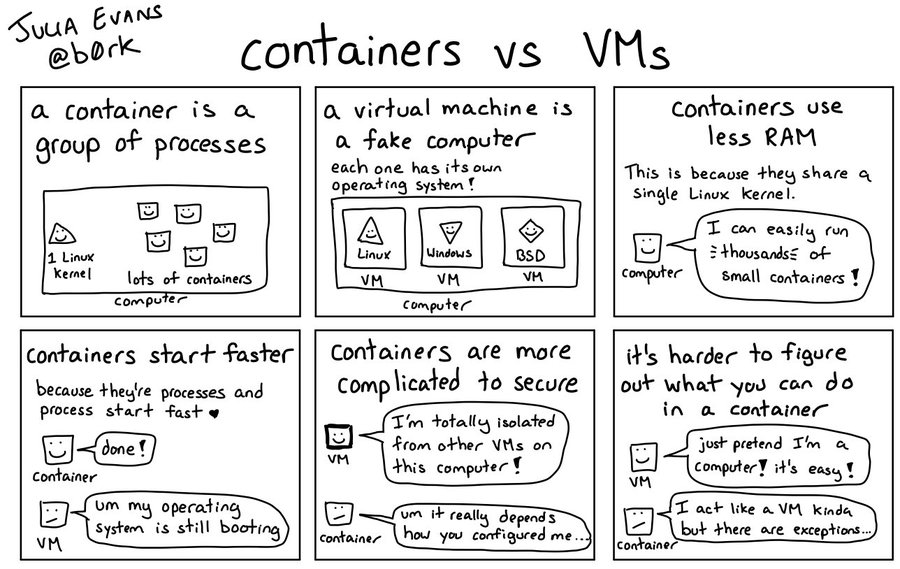 JULIA EVANS
@b0rk
containers vs VMs
a container is a
group of processes
1 Linux
kernel
lots of containers
computer
a virtual machine is
a fake computer
each one has its own
operating system!
Linux
Windows
BSD
VM
VM
VM
computer
containers use
less RAM
This is because they share a
single Linux kernel.
I can easily run
thousands of
small containers!
computer
containers start faster
because they're processes and
process start fast ♥
done!
container
um my operating
system is still booting
VM
containers are more
complicated to secure
I'm totally isolated
from other VMs on
this computer!
VM
um it really depends
how you configured me...
container
it's harder to figure
out what you can do
in a container
just pretend I'm a
computer! it's easy!
VM
I act like a VM kinda
but there are exceptions...
container